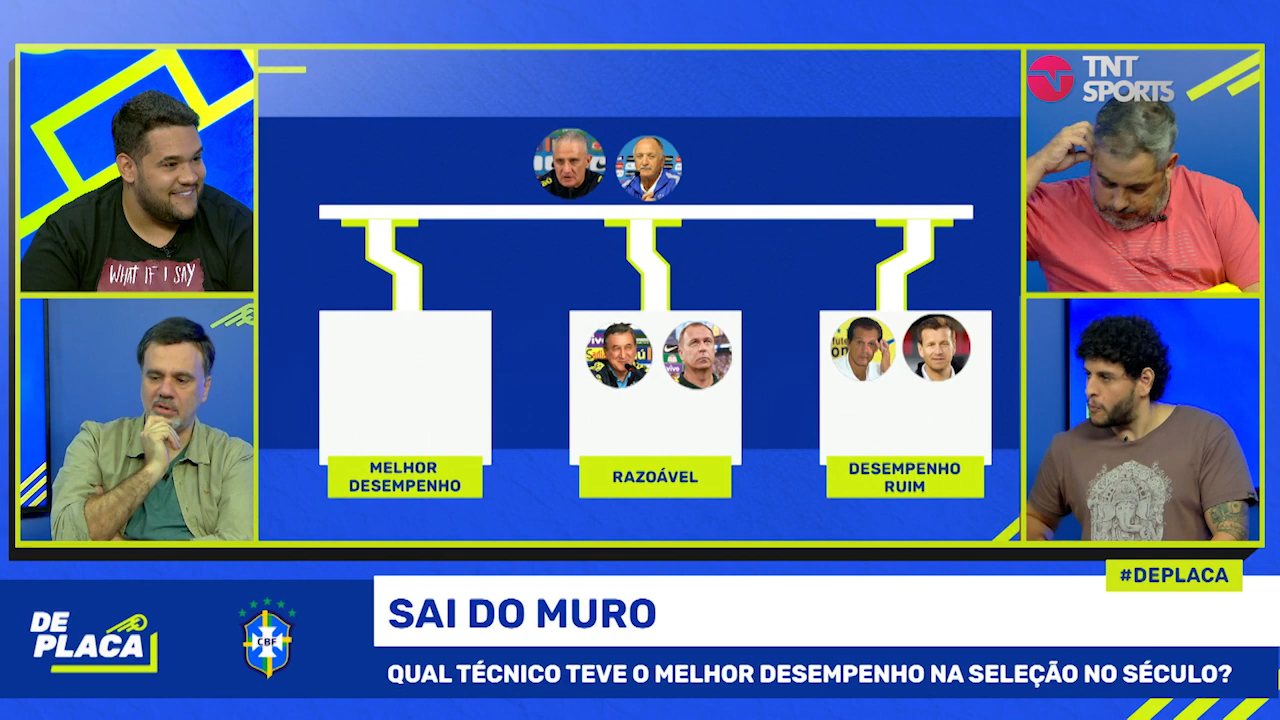 TNT
SPORTS
WHAT IF I SAY
MELHOR
DESEMPENHO
RAZOÁVEL
DESEMPENHO
RUIM
#DEPLACA
DE
PLACA
CBF
SAI DO MURO
QUAL TÉCNICO TEVE O MELHOR DESEMPENHO NA SELEÇÃO NO SÉCULO?